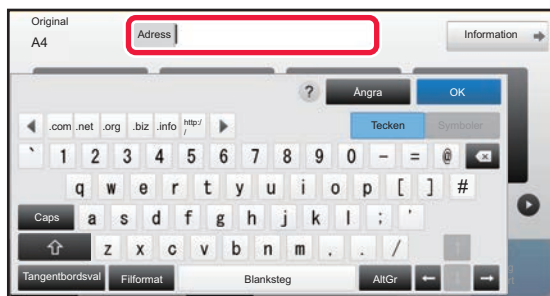 Original
A4
Adress
Information
? Ångra OK
.com .net .org .biz .info http:/
/
Tecken Symboler
` 1 2 3 4 5 6 7 8 9 0 - = @
q w e r t y u i o p [ ] #
Caps a s d f g h j k l ; '
z x c v b n m , . /
Tangentbordsval Filformat Blanksteg AltGr